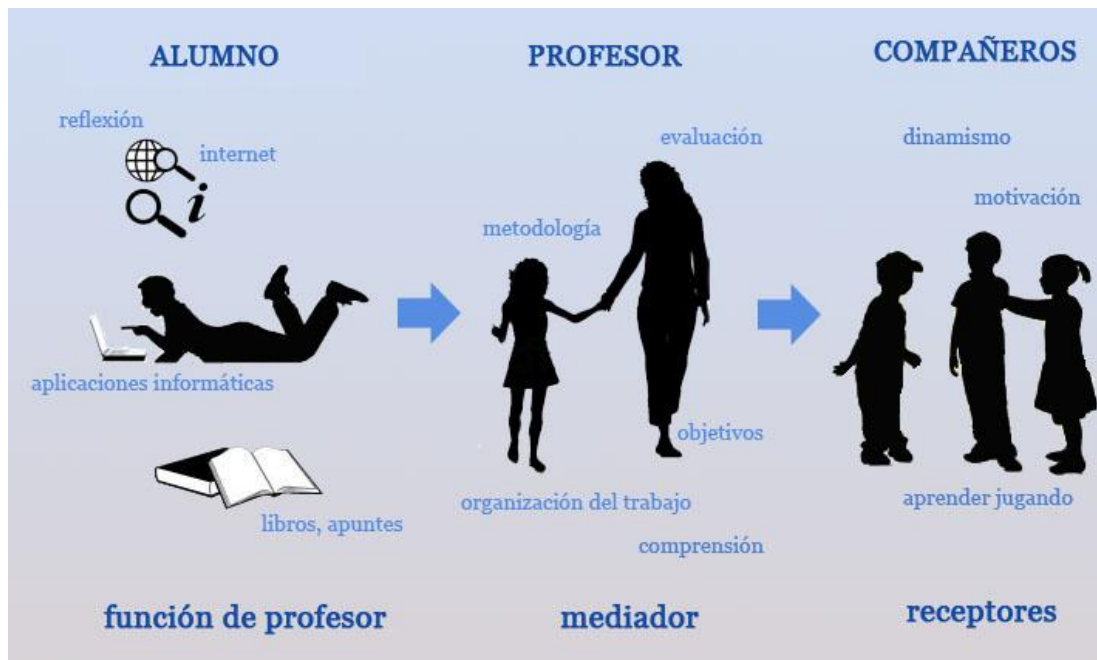 ALUMNO
reflexión
internet
i
aplicaciones informáticas
libros, apuntes
función de profesor
PROFESOR
evaluación
metodología
objetivos
organización del trabajo
comprensión
mediador
COMPAÑEROS
dinamismo
motivación
aprender jugando
receptores